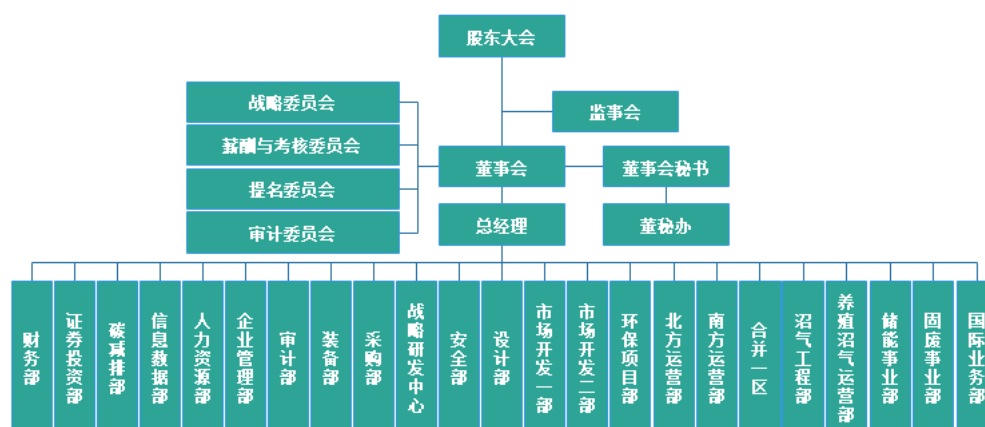 股东大会
战略委员会
监事会
薪酬与考核委员会
董事会
董事会秘书
提名委员会
审计委员会
总经理
董秘办
财务部
证券投资部
碳减排部
信息数据部
人力资源部
企业管理部
审计部
装备部
采购部
战略研发中心
安全部
设计部
市场开发一部
市场开发二部
环保项目部
北方运营部
南方运营部
合并一区
沼气工程部
养殖沼气运营部
储能事业部
固废事业部
国际业务部